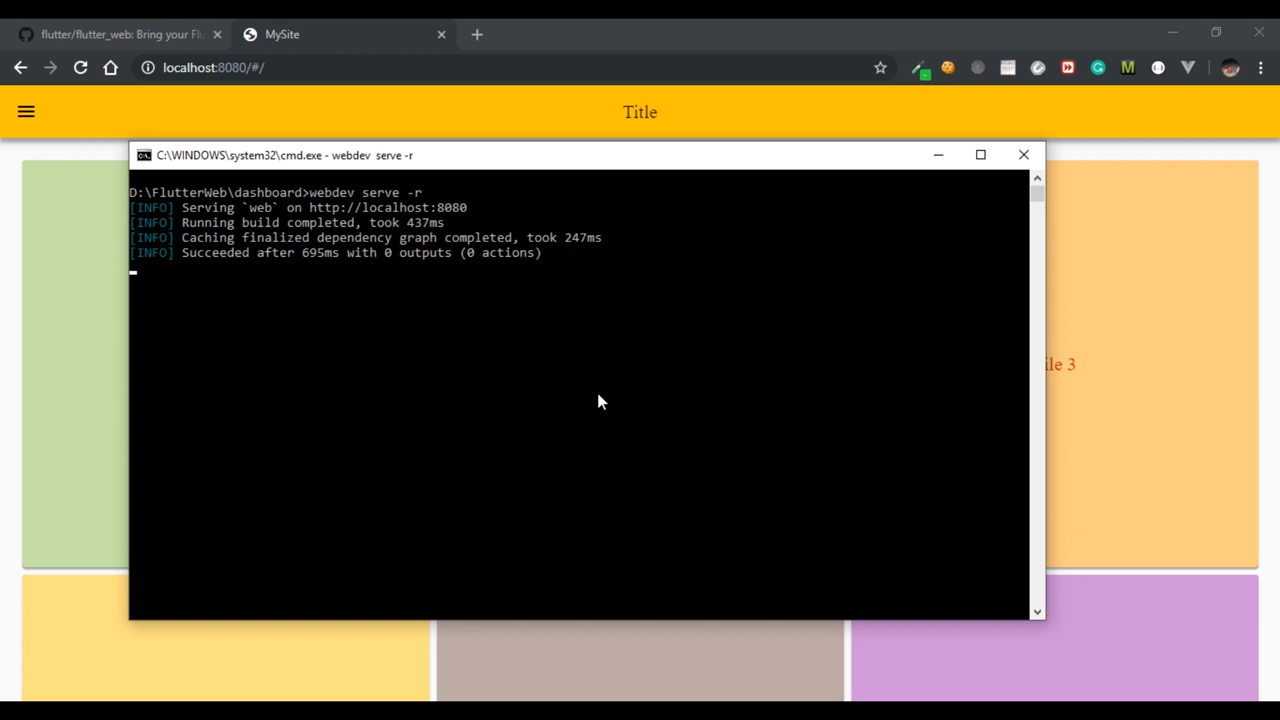 flutter/flutter_web: Bring your Flu
MySite
localhost:8080/#/
Title
C:\WINDOWS\system32\cmd.exe - webdev serve -r
D:\FlutterWeb\dashboard>webdev serve -r
[INFO] Serving `web` on http://localhost:8080
[INFO] Running build completed, took 437ms
[INFO] Caching finalized dependency graph completed, took 247ms
[INFO] Succeeded after 695ms with 0 outputs (0 actions)
ile 3